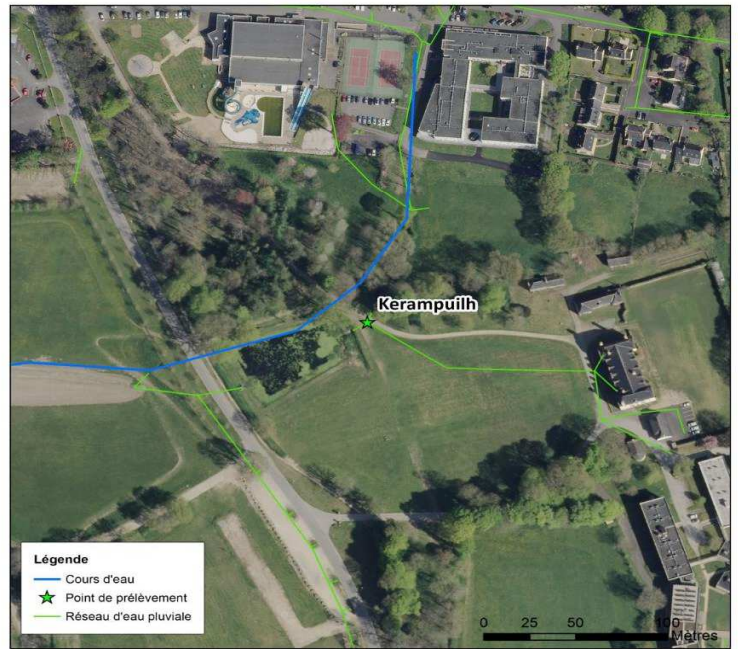 Kerampuilh
Légende
Cours d'eau
Point de prélèvement
Réseau d'eau pluviale
0 25 50 100
Mètres